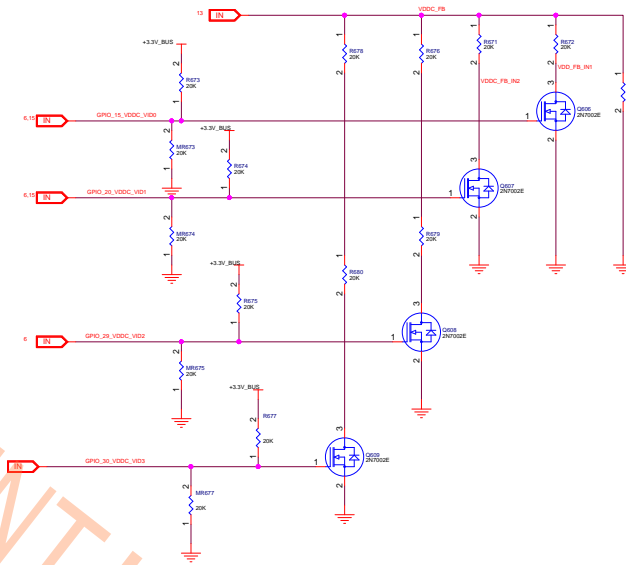 13 IN VDDC_FB
R678 20K
R676 20K
R671 20K
R672 20K
+3.3V_BUS
R673 20K
VDDC_FB_IN2
VDD_FB_IN1
Q606 2N7002E
6,15 IN GPIO_15_VDDC_VID0
+3.3V_BUS
MR673 20K
R674 20K
Q607 2N7002E
6,15 IN GPIO_20_VDDC_VID1
MR674 20K
R679 20K
+3.3V_BUS
R680 20K
R675 20K
Q608 2N7002E
6 IN GPIO_29_VDDC_VID2
MR675 20K
+3.3V_BUS
R677 20K
Q609 2N7002E
IN GPIO_30_VDDC_VID3
MR677 20K